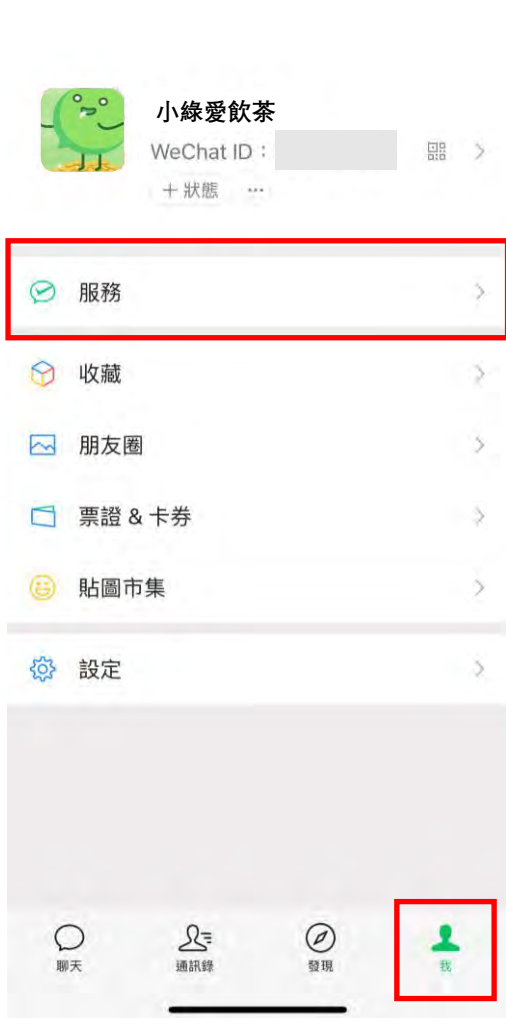 小綠愛飲茶
WeChat ID：
＋狀態 ...
服務
收藏
朋友圈
票證 & 卡券
貼圖市集
設定
聊天
通訊錄
發現
我